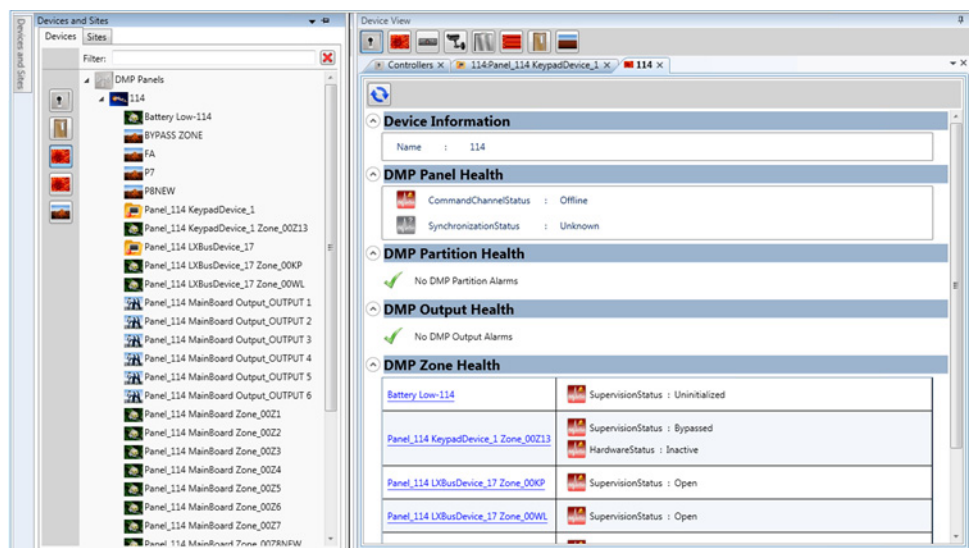 Devices and Sites
Devices and Sites
Devices Sites
Filter:
DMP Panels
114
Battery Low-114
BYPASS ZONE
FA
P7
P8NEW
Panel_114 KeypadDevice_1
Panel_114 KeypadDevice_1 Zone_00Z13
Panel_114 LXBusDevice_17
Panel_114 LXBusDevice_17 Zone_00KP
Panel_114 LXBusDevice_17 Zone_00WL
Panel_114 MainBoard Output_OUTPUT 1
Panel_114 MainBoard Output_OUTPUT 2
Panel_114 MainBoard Output_OUTPUT 3
Panel_114 MainBoard Output_OUTPUT 4
Panel_114 MainBoard Output_OUTPUT 5
Panel_114 MainBoard Output_OUTPUT 6
Panel_114 MainBoard Zone_00Z1
Panel_114 MainBoard Zone_00Z2
Panel_114 MainBoard Zone_00Z3
Panel_114 MainBoard Zone_00Z4
Panel_114 MainBoard Zone_00Z5
Panel_114 MainBoard Zone_00Z6
Panel_114 MainBoard Zone_00Z7
Panel_114 MainBoard Zone_00Z8NEW
Device View
Controllers × 114:Panel_114 KeypadDevice_1 × 114 ×
Device Information
Name : 114
DMP Panel Health
CommandChannelStatus : Offline
SynchronizationStatus : Unknown
DMP Partition Health
No DMP Partition Alarms
DMP Output Health
No DMP Output Alarms
DMP Zone Health
Battery Low-114 SupervisionStatus : Uninitialized
Panel_114 KeypadDevice_1 Zone_00Z13 SupervisionStatus : Bypassed
HardwareStatus : Inactive
Panel_114 LXBusDevice_17 Zone_00KP SupervisionStatus : Open
Panel_114 LXBusDevice_17 Zone_00WL SupervisionStatus : Open